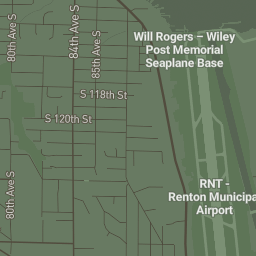 80th Ave S
84th Ave S
85th Ave S
Will Rogers – Wiley
Post Memorial
Seaplane Base
S 118th St
S 120th St
80th Ave S
RNT -
Renton Municipa
Airport